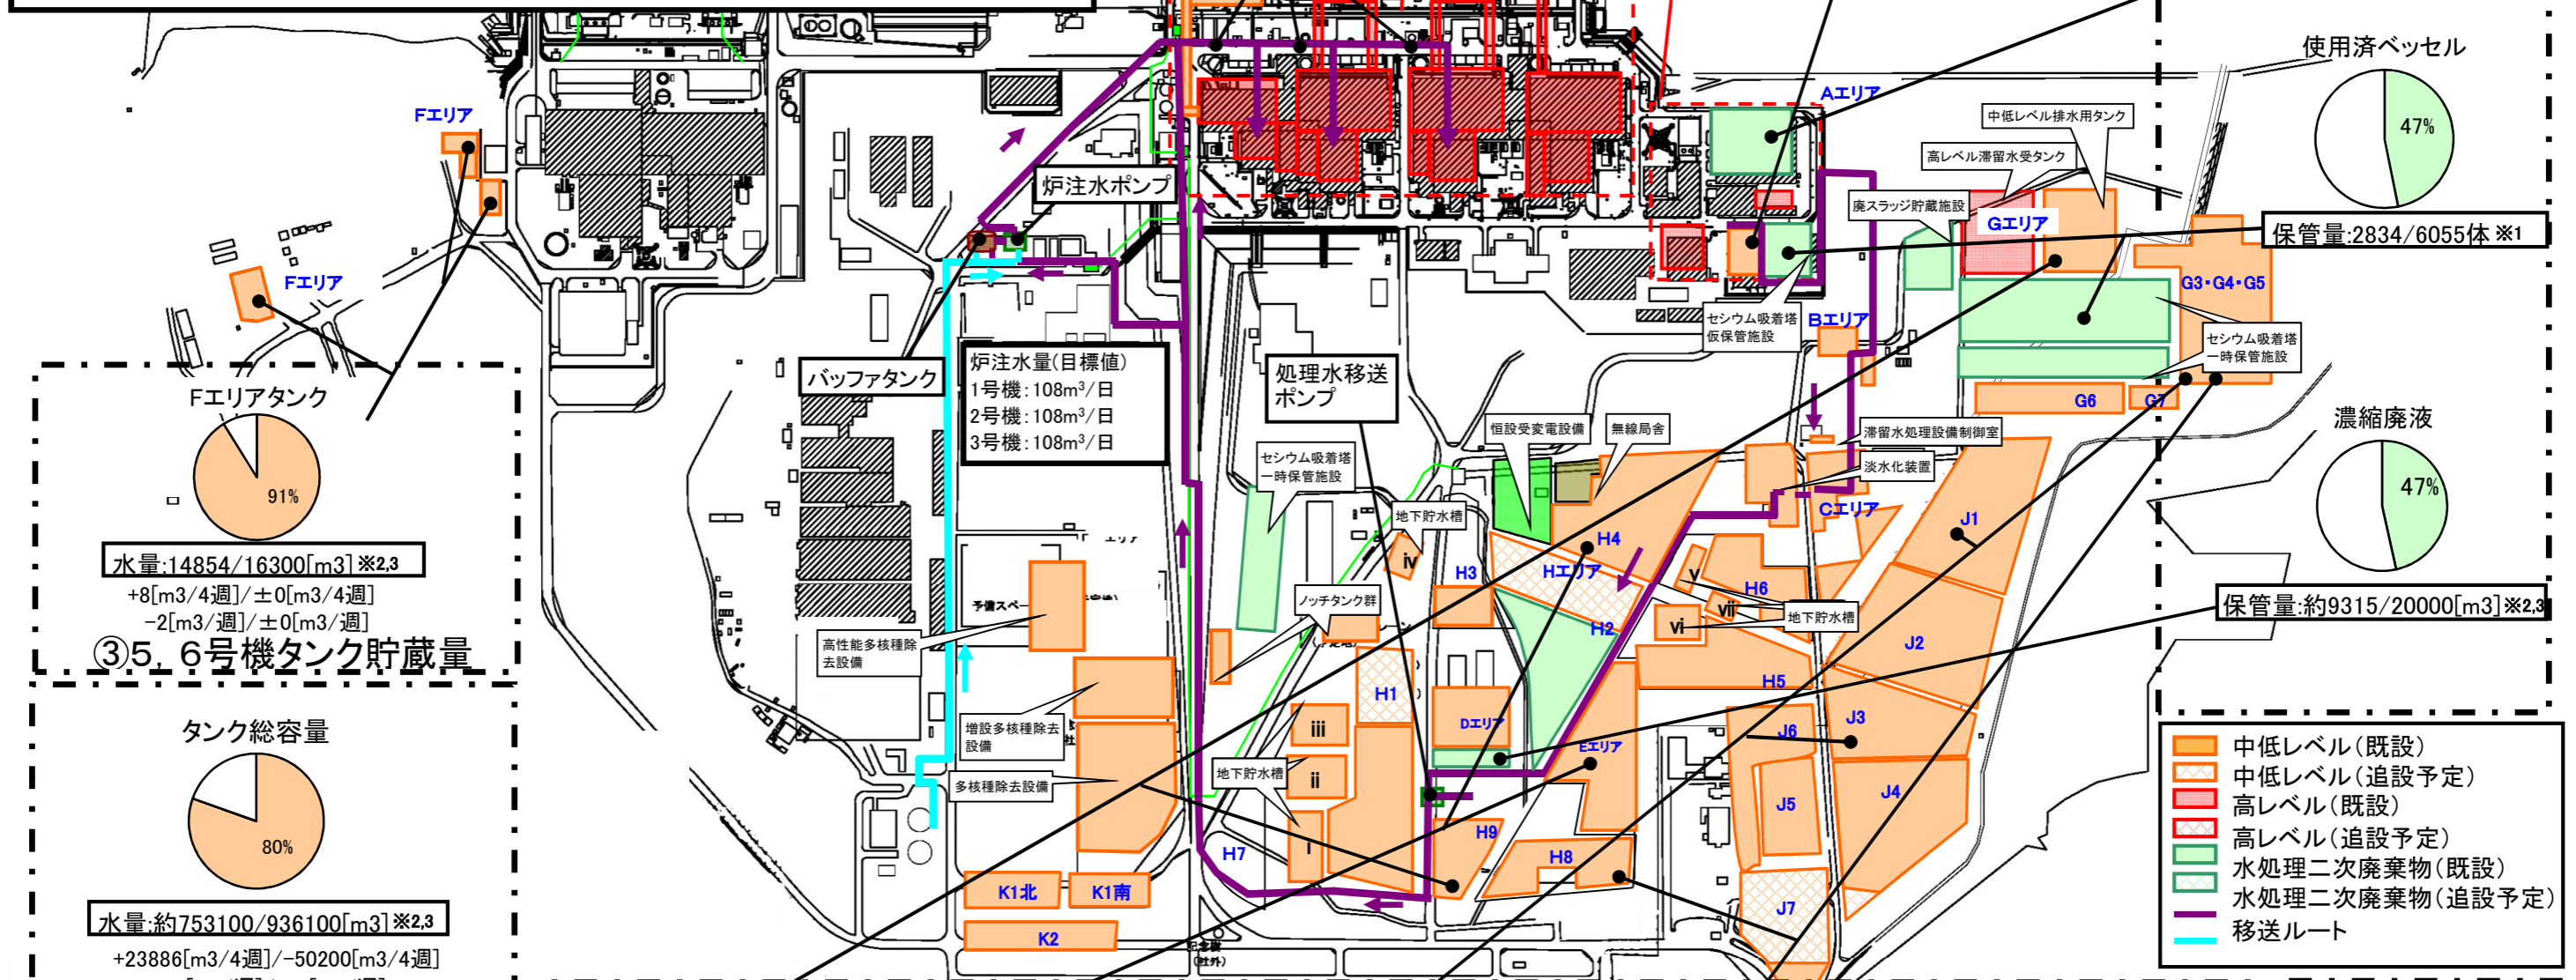 使用済ベッセル
47%
保管量:2834/6055体 ※1
Aエリア
中低レベル排水用タンク
高レベル滞留水受タンク
廃スラッジ貯蔵施設
Gエリア
G3・G4・G5
Fエリア
Fエリア
炉注水ポンプ
セシウム吸着塔
仮保管施設
Bエリア
セシウム吸着塔
一時保管施設
G6
G7
バッファタンク
炉注水量(目標値)
1号機:108m³/日
2号機:108m³/日
3号機:108m³/日
処理水移送
ポンプ
Fエリアタンク
91%
水量:14854/16300[m3] ※2,3
+8[m3/4週]/±0[m3/4週]
−2[m3/週]/±0[m3/週]
③5, 6号機タンク貯蔵量
恒設受変電設備
無線局舎
滞留水処理設備制御室
淡水化装置
Cエリア
濃縮廃液
47%
保管量:約9315/20000[m3]※2,3
セシウム吸着塔
一時保管施設
地下貯水槽
iv
H3
H4
Hエリア
H2
v
H6
vii
vi
地下貯水槽
H5
J1
J2
J3
J4
J5
J6
J7
エリア
予備スペー
ノッチタンク群
高性能多核種除
去設備
増設多核種除去
設備
多核種除去設備
地下貯水槽
iii
ii
i
H1
Dエリア
Eエリア
H7
H9
H8
K1北
K1南
K2
記念樹
(社外)
タンク総容量
80%
水量:約753100/936100[m3]※2,3
+23886[m3/4週]/−50200[m3/4週]
中低レベル(既設)
中低レベル(追設予定)
高レベル(既設)
高レベル(追設予定)
水処理二次廃棄物(既設)
水処理二次廃棄物(追設予定)
移送ルート